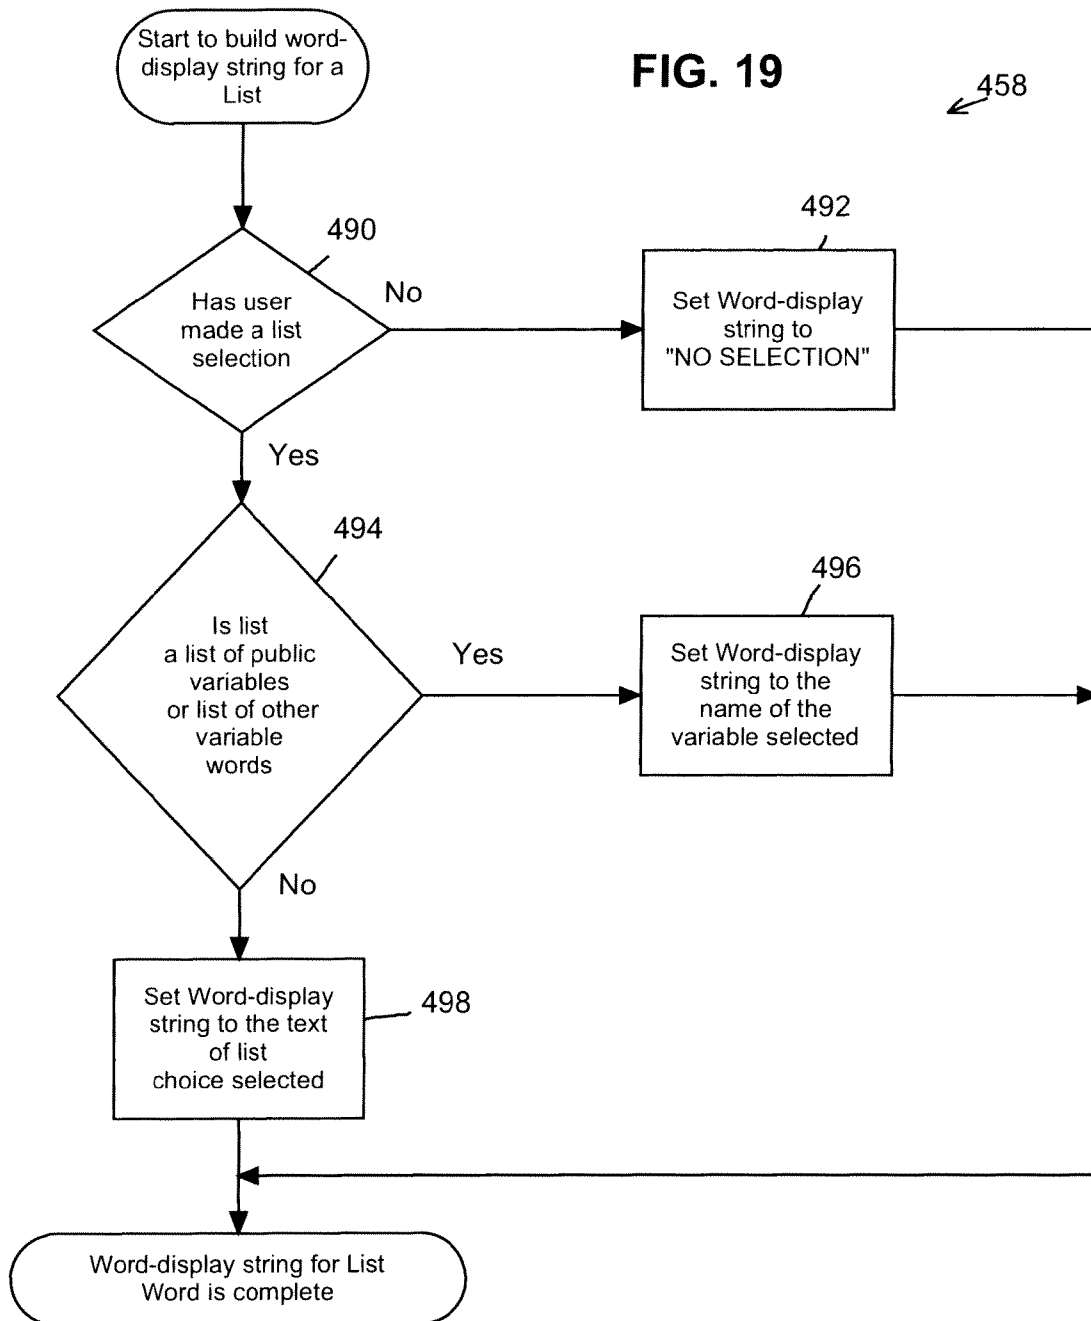 Start to build word-
display string for a
List
FIG. 19
458
490
Has user
made a list
selection
No
492
Set Word-display
string to
"NO SELECTION"
Yes
494
Is list
a list of public
variables
or list of other
variable
words
Yes
496
Set Word-display
string to the
name of the
variable selected
No
Set Word-display
string to the text
of list
choice selected
498
Word-display string for List
Word is complete